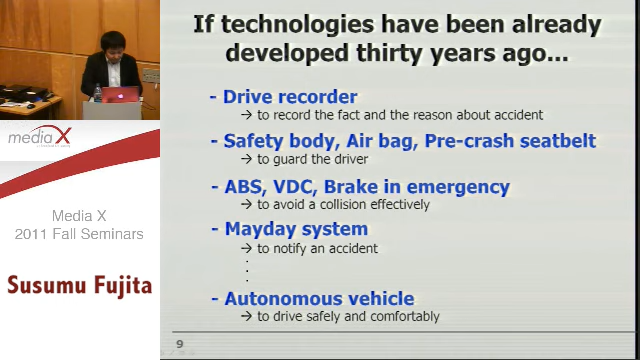 If technologies have been already
developed thirty years ago...
- Drive recorder
→ to record the fact and the reason about accident
- Safety body, Air bag, Pre-crash seatbelt
→ to guard the driver
- ABS, VDC, Brake in emergency
→ to avoid a collision effectively
- Mayday system
→ to notify an accident
.
.
.
- Autonomous vehicle
→ to drive safely and comfortably
9
media X
Media X
2011 Fall Seminars
Susumu Fujita